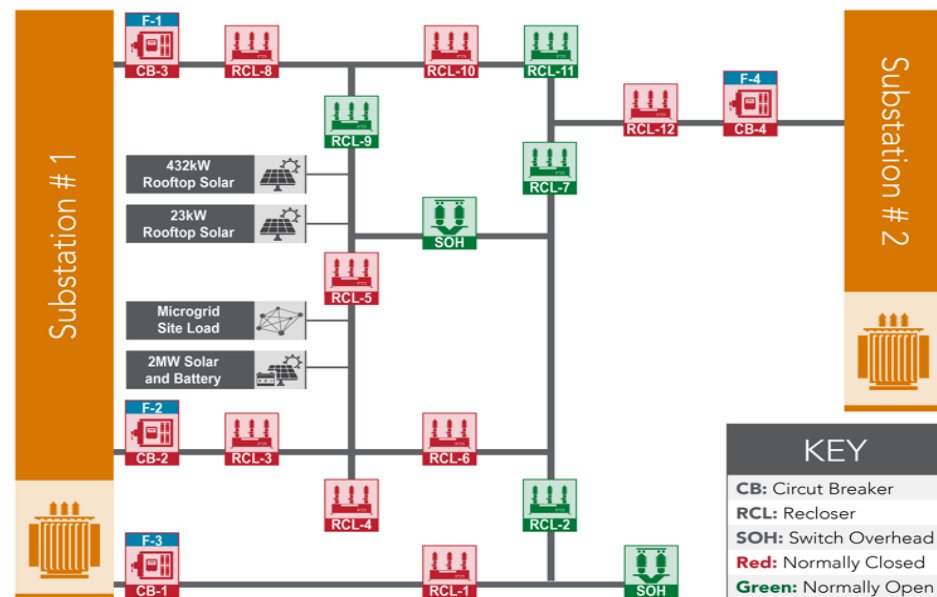 Substation # 1
F-1
CB-3
RCL-8
RCL-10
RCL-11
RCL-9
F-4
CB-4
RCL-12
Substation # 2
RCL-7
432kW
Rooftop Solar
23kW
Rooftop Solar
SOH
RCL-5
Microgrid
Site Load
2MW Solar
and Battery
F-2
CB-2
RCL-3
RCL-6
RCL-4
RCL-2
F-3
CB-1
RCL-1
SOH
KEY
CB: Circut Breaker
RCL: Recloser
SOH: Switch Overhead
Red: Normally Closed
Green: Normally Open